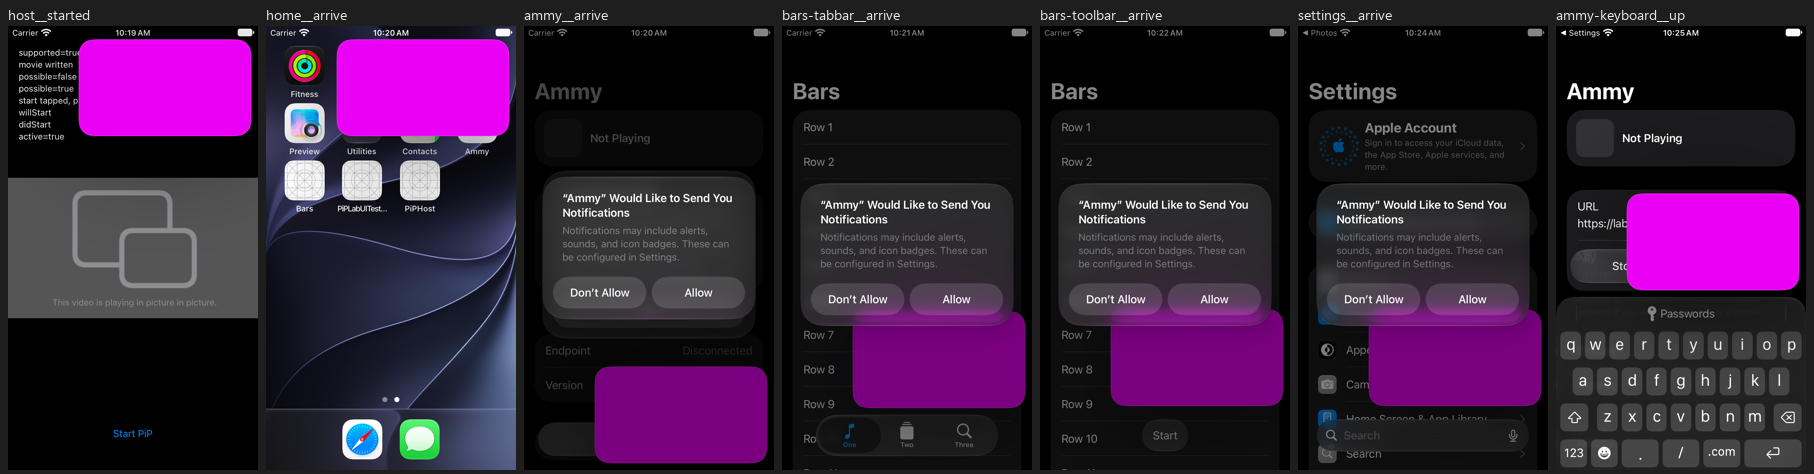 host__started
Carrier
10:19 AM
supported=true
movie written
possible=false
possible=true
start tapped, p
willStart
didStart
active=true
This video is playing in picture in picture.
Start PiP
home__arrive
Carrier
10:20 AM
Fitness
Preview
Utilities
Contacts
Ammy
Bars
PiPLabUITest...
PiPHost
ammy__arrive
Carrier
10:20 AM
Ammy
Not Playing
“Ammy” Would Like to Send You
Notifications
Notifications may include alerts,
sounds, and icon badges. These can
be configured in Settings.
Don’t Allow
Allow
Endpoint
Disconnected
Version
bars-tabbar__arrive
Carrier
10:21 AM
Bars
Row 1
Row 2
“Ammy” Would Like to Send You
Notifications
Notifications may include alerts,
sounds, and icon badges. These can
be configured in Settings.
Don’t Allow
Allow
Row 7
Row 8
Row 9
Ro
One
Two
Three
bars-toolbar__arrive
Carrier
10:22 AM
Bars
Row 1
Row 2
“Ammy” Would Like to Send You
Notifications
Notifications may include alerts,
sounds, and icon badges. These can
be configured in Settings.
Don’t Allow
Allow
Row 7
Row 8
Row 9
Row 10
Start
settings__arrive
◂ Photos
10:24 AM
Settings
Apple Account
Sign in to access your iCloud data,
the App Store, Apple services, and
more.
“Ammy” Would Like to Send You
Notifications
Notifications may include alerts,
sounds, and icon badges. These can
be configured in Settings.
Don’t Allow
Allow
Appe
Cam
Home Screen & App Library
Search
Search
ammy-keyboard__up
◂ Settings
10:25 AM
Ammy
Not Playing
URL
https://lab
Sto
Passwords
q w e r t y u i o p
a s d f g h j k l
z x c v b n m
123 . / .com